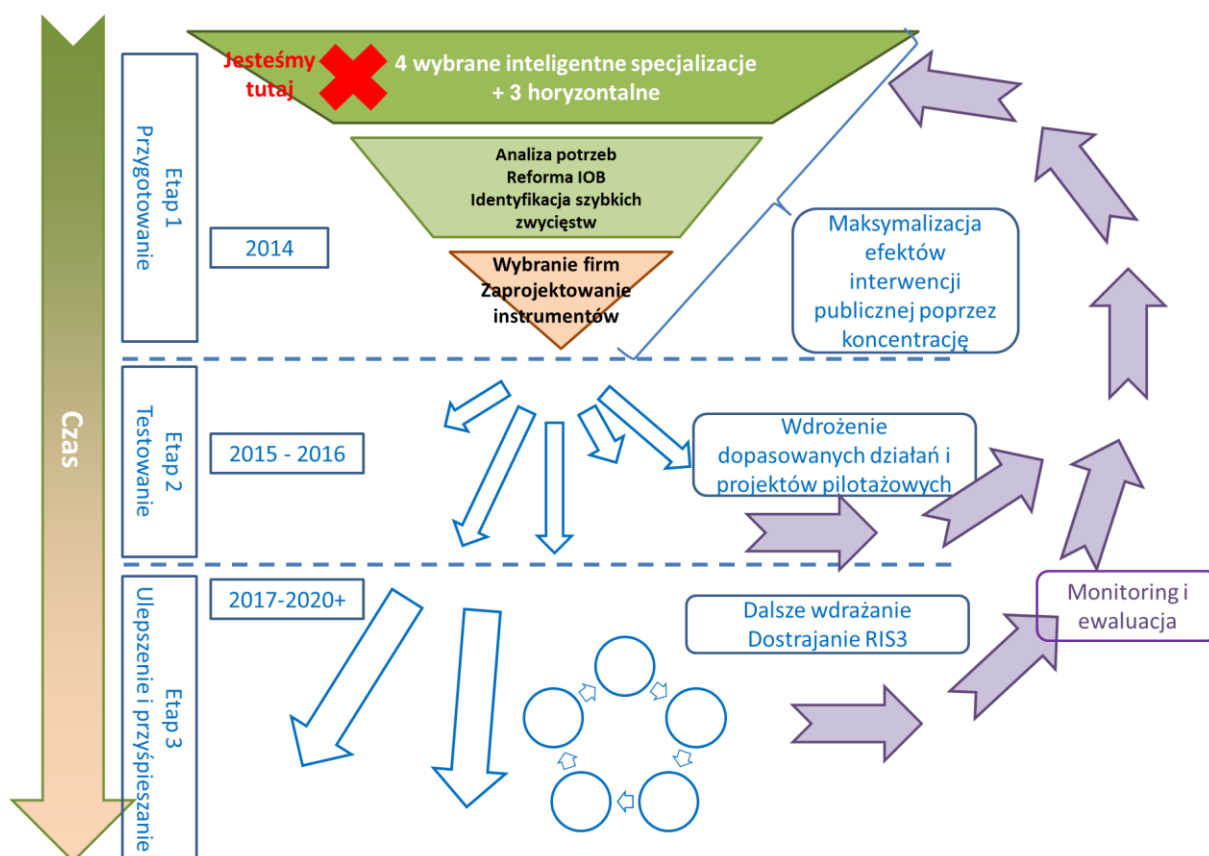 Jesteśmy
tutaj
4 wybrane inteligentne specjalizacje
+ 3 horyzontalne
Etap 1
Przygotowanie
2014
Analiza potrzeb
Reforma IOB
Identyfikacja szybkich
zwycięstw
Wybranie firm
Zaprojektowanie
instrumentów
Maksymalizacja
efektów
interwencji
publicznej poprzez
koncentrację
Czas
Etap 2
Testowanie
2015 - 2016
Wdrożenie
dopasowanych działań i
projektów pilotażowych
Etap 3
Ulepszenie i przyśpieszanie
2017-2020+
Dalsze wdrażanie
Dostrajanie RIS3
Monitoring i
ewaluacja